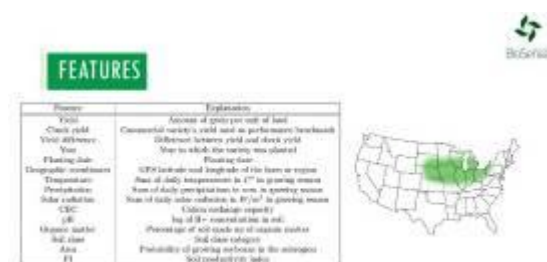 BioSense
FEATURES
Feature Explanation
Yield Amount of grain per unit of land
Check yield Commercial variety's yield used as performance benchmark
Yield difference Difference between yield and check yield
Year Year in which the variety was planted
Planting date Planting date
Geographic coordinates GPS latitude and longitude of the farm or region
Temperature Sum of daily temperatures in in growing season
Precipitation Sum of daily precipitations in in growing season
Solar radiation Sum of daily solar radiation in W/m² in growing season
CEC Cation exchange capacity
pH log of H+ concentration in soil
Organic matter Percentage of soil made up of organic matter
Soil class Soil class category
Area Probability of growing soybeans in the
PI Soil productivity index